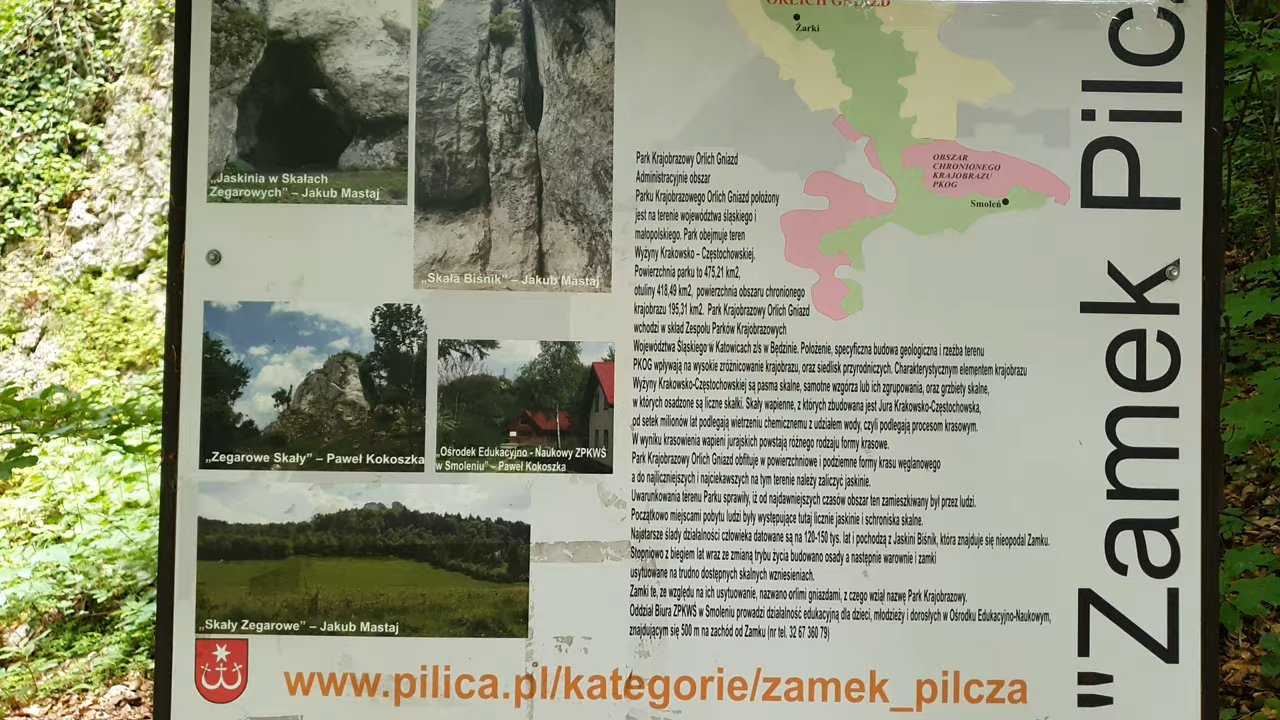 „Jaskinia w Skałach
Zegarowych” – Jakub Mastaj
„Skała Biśnik” – Jakub Mastaj
„Zegarowe Skały” – Paweł Kokoszka
„Ośrodek Edukacyjno - Naukowy ZPKWŚ
w Smoleniu” – Paweł Kokoszka
„Skały Zegarowe” – Jakub Mastaj
ORLICH GNIAZD
Żarki
OBSZAR
CHRONIONEGO
KRAJOBRAZU
PKOG
Smoleń
Park Krajobrazowy Orlich Gniazd
Administracyjnie obszar
Parku Krajobrazowego Orlich Gniazd położony
jest na terenie województwa śląskiego i
małopolskiego. Park obejmuje teren
Wyżyny Krakowsko – Częstochowskiej.
Powierzchnia parku to 475,21 km2,
otuliny 418,49 km2, powierzchnia obszaru chronionego
krajobrazu 195,31 km2. Park Krajobrazowy Orlich Gniazd
wchodzi w skład Zespołu Parków Krajobrazowych
Województwa Śląskiego w Katowicach z/s w Będzinie. Położenie, specyficzna budowa geologiczna i rzeźba terenu
PKOG wpływają na wysokie zróżnicowanie krajobrazu, oraz siedlisk przyrodniczych. Charakterystycznym elementem krajobrazu
Wyżyny Krakowsko-Częstochowskiej są pasma skalne, samotne wzgórza lub ich zgrupowania, oraz grzbiety skalne,
w których osadzone są liczne skałki. Skały wapienne, z których zbudowana jest Jura Krakowsko-Częstochowska,
od setek milionów lat podlegają wietrzeniu chemicznemu z udziałem wody, czyli podlegają procesom krasowym.
W wyniku krasowienia wapieni jurajskich powstają różnego rodzaju formy krasowe.
Park Krajobrazowy Orlich Gniazd obfituje w powierzchniowe i podziemne formy krasu węglanowego
a do najliczniejszych i najciekawszych na tym terenie należy zaliczyć jaskinie.
Uwarunkowania terenu Parku sprawiły, iż od najdawniejszych czasów obszar ten zamieszkiwany był przez ludzi.
Początkowo miejscami pobytu ludzi były występujące tutaj licznie jaskinie i schroniska skalne.
Najstarsze ślady działalności człowieka datowane są na 120-150 tys. lat i pochodzą z Jaskini Biśnik, która znajduje się nieopodal Zamku.
Stopniowo z biegiem lat wraz ze zmianą trybu życia budowano osady a następnie warownie i zamki
usytuowane na trudno dostępnych skalnych wzniesieniach.
Zamki te, ze względu na ich usytuowanie, nazwano orlimi gniazdami, z czego wziął nazwę Park Krajobrazowy.
Oddział Biura ZPKWŚ w Smoleniu prowadzi działalność edukacyjną dla dzieci, młodzieży i dorosłych w Ośrodku Edukacyjno-Naukowym,
znajdującym się 500 m na zachód od Zamku (nr tel. 32 67 360 79)
www.pilica.pl/kategorie/zamek_pilcza
"Zamek Pilc